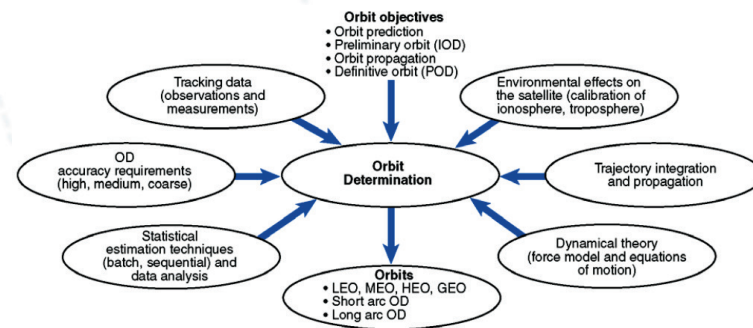 Orbit objectives
• Orbit prediction
• Preliminary orbit (IOD)
• Orbit propagation
• Definitive orbit (POD)
Tracking data
(observations and
measurements)
Environmental effects on
the satellite (calibration of
ionosphere, troposphere)
OD
accuracy requirements
(high, medium, coarse)
Orbit
Determination
Trajectory integration
and propagation
Statistical
estimation techniques
(batch, sequential) and
data analysis
Dynamical theory
(force model and equations
of motion)
Orbits
• LEO, MEO, HEO, GEO
• Short arc OD
• Long arc OD